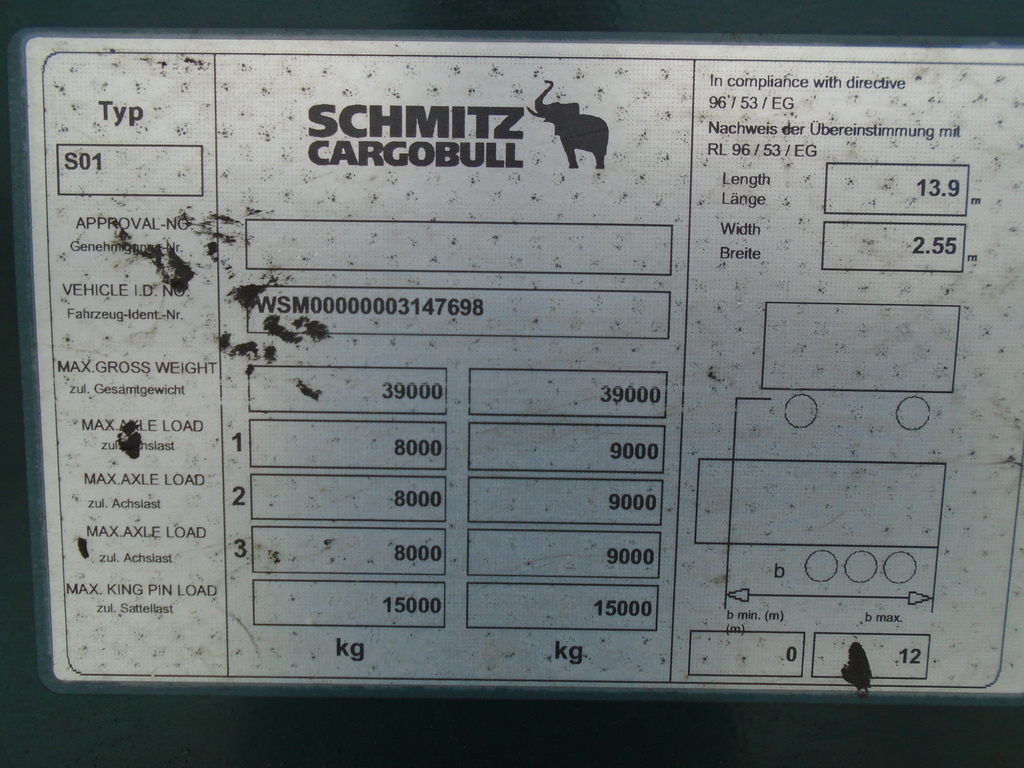 Typ
S01
SCHMITZ
CARGOBULL
In compliance with directive
96 / 53 / EG
Nachweis der Übereinstimmung mit
RL 96 / 53 / EG
Length
Länge
13.9 m
Width
Breite
2.55 m
APPROVAL-NO
Genehmigungs-Nr.
VEHICLE I.D. NO
Fahrzeug-Ident.-Nr.
WSM00000003147698
MAX.GROSS WEIGHT
zul. Gesamtgewicht
39000 39000
MAX.AXLE LOAD
zul. Achslast
1 8000 9000
MAX.AXLE LOAD
zul. Achslast
2 8000 9000
MAX.AXLE LOAD
zul. Achslast
3 8000 9000
MAX. KING PIN LOAD
zul. Sattellast
15000 15000
kg kg
b
b min. (m) b max.
(m)
0 12